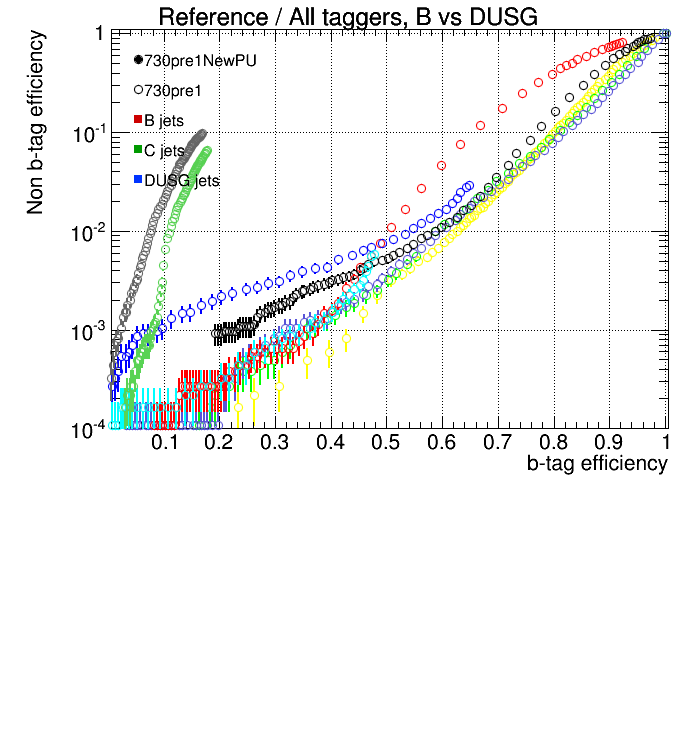 Reference / All taggers, B vs DUSG
Non b-tag efficiency
1
10-1
10-2
10-3
10-4
730pre1NewPU
730pre1
B jets
C jets
DUSG jets
0.1 0.2 0.3 0.4 0.5 0.6 0.7 0.8 0.9 1
b-tag efficiency